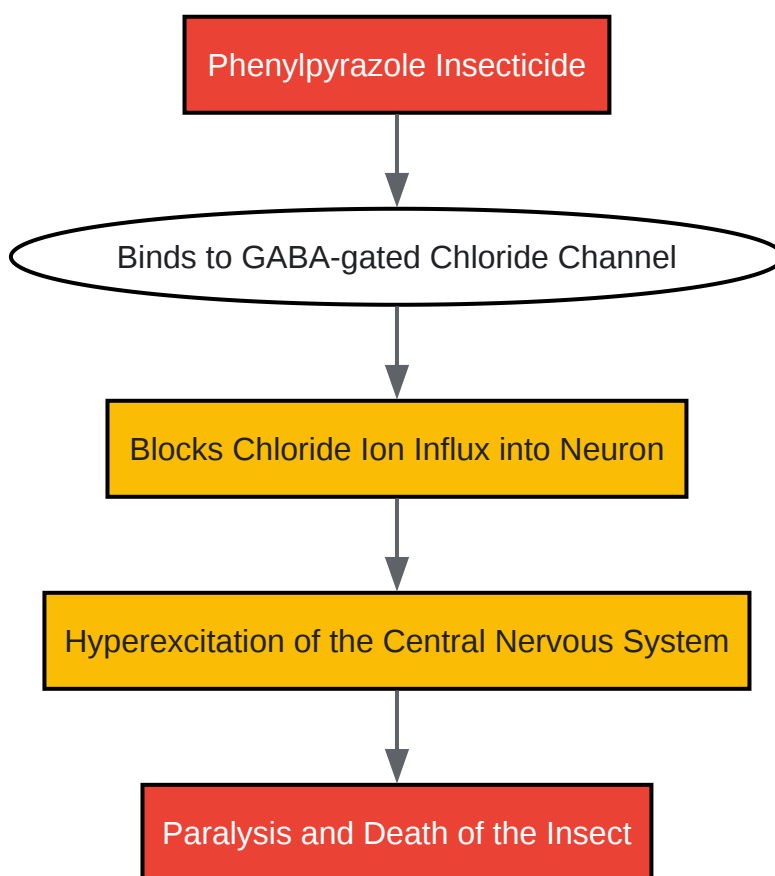 Phenylpyrazole Insecticide
Binds to GABA-gated Chloride Channel
Blocks Chloride Ion Influx into Neuron
Hyperexcitation of the Central Nervous System
Paralysis and Death of the Insect